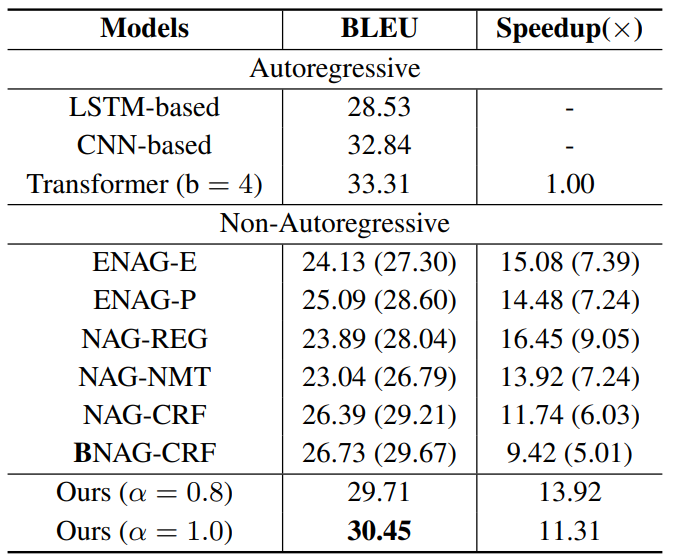 Models BLEU Speedup(×)
Autoregressive
LSTM-based 28.53 -
CNN-based 32.84 -
Transformer (b = 4) 33.31 1.00
Non-Autoregressive
ENAG-E 24.13 (27.30) 15.08 (7.39)
ENAG-P 25.09 (28.60) 14.48 (7.24)
NAG-REG 23.89 (28.04) 16.45 (9.05)
NAG-NMT 23.04 (26.79) 13.92 (7.24)
NAG-CRF 26.39 (29.21) 11.74 (6.03)
BNAG-CRF 26.73 (29.67) 9.42 (5.01)
Ours (α = 0.8) 29.71 13.92
Ours (α = 1.0) 30.45 11.31